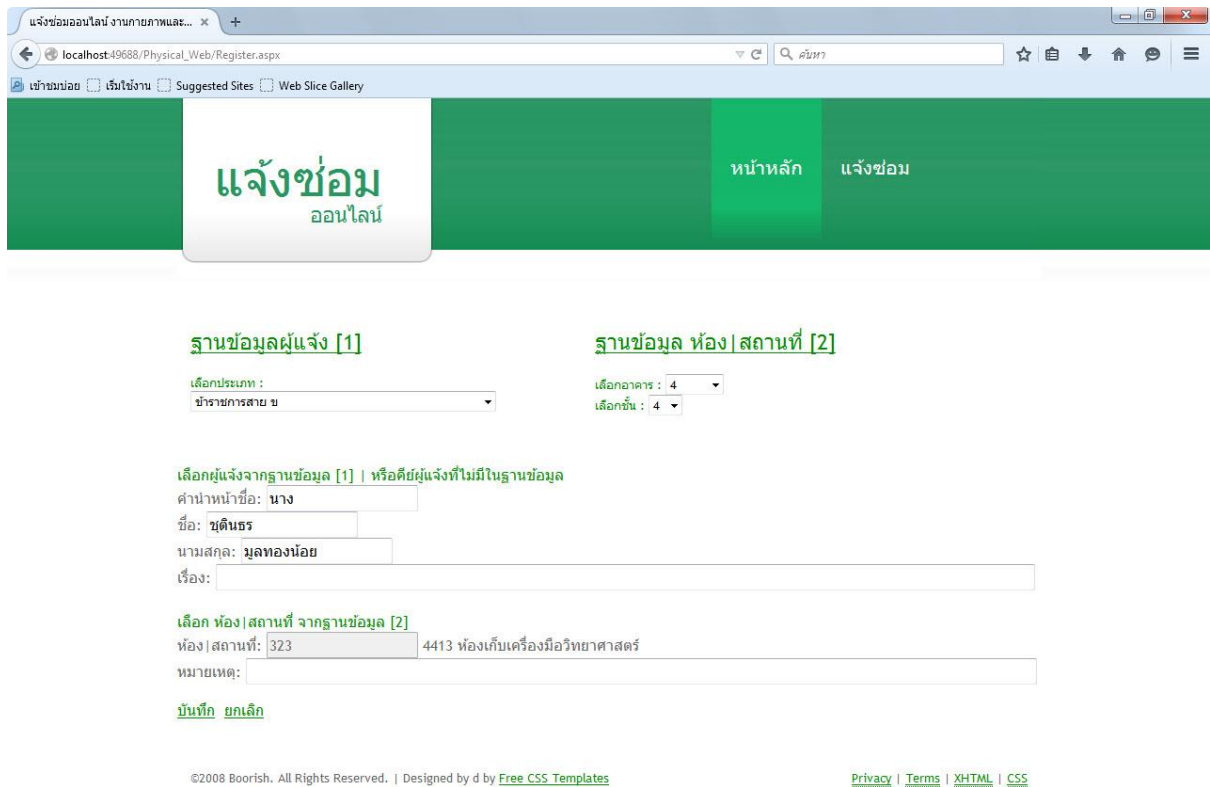 แจ้งซ่อมออนไลน์ งานกายภาพและ... × +
localhost:49688/Physical_Web/Register.aspx ค้นหา
เข้าชมบ่อย เริ่มใช้งาน Suggested Sites Web Slice Gallery
แจ้งซ่อม
ออนไลน์
หน้าหลัก แจ้งซ่อม
ฐานข้อมูลผู้แจ้ง [1]
เลือกประเภท :
ข้าราชการสาย ข
ฐานข้อมูล ห้อง|สถานที่ [2]
เลือกอาคาร : 4
เลือกชั้น : 4
เลือกผู้แจ้งจากฐานข้อมูล [1] | หรือคีย์ผู้แจ้งที่ไม่มีในฐานข้อมูล
คำนำหน้าชื่อ: นาง
ชื่อ: ชุตินธร
นามสกุล: มูลทองน้อย
เรื่อง:
เลือก ห้อง|สถานที่ จากฐานข้อมูล [2]
ห้อง|สถานที่: 323 4413 ห้องเก็บเครื่องมือวิทยาศาสตร์
หมายเหตุ:
บันทึก ยกเลิก
©2008 Boorish. All Rights Reserved. | Designed by d by Free CSS Templates
Privacy | Terms | XHTML | CSS